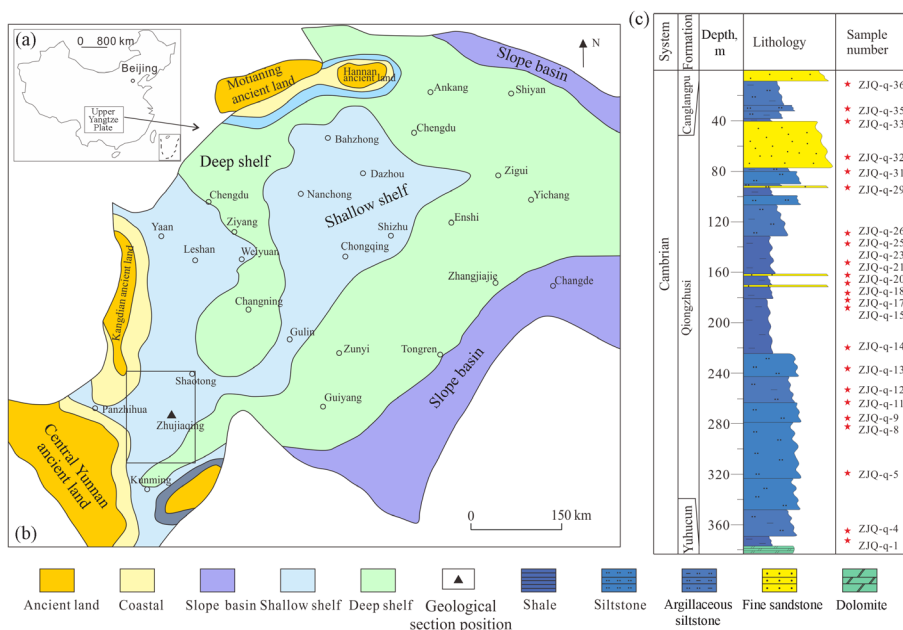 (a)
0 800 km
Beijing
Upper
Yangtze
Plate
N
Motianing
ancient land
Hannan
ancient land
Slope basin
Ankang
Shiyan
Bahzhong
Chengdu
Deep shelf
Dazhou
Zigui
Nanchong
Shallow shelf
Yichang
Chengdu
Ziyang
Yaan
Leshan
Weiyuan
Shizhu
Enshi
Chongqing
Kangdian ancient land
Zhangjiajie
Changde
Changning
Gulin
Zunyi
Tongren
Slope basin
Shaotong
Panzhihua
Zhujiaqing
Guiyang
Central Yunnan
ancient land
Kunming
0 150 km
(b)
(c)
System
Formation
Depth,
m
Lithology
Sample
number
Cambrian
Canglangpu
Qiongzhusi
Yuhucun
40
80
120
160
200
240
280
320
360
ZJQ-q-36
ZJQ-q-35
ZJQ-q-33
ZJQ-q-32
ZJQ-q-31
ZJQ-q-29
ZJQ-q-26
ZJQ-q-25
ZJQ-q-23
ZJQ-q-21
ZJQ-q-20
ZJQ-q-18
ZJQ-q-17
ZJQ-q-15
ZJQ-q-14
ZJQ-q-13
ZJQ-q-12
ZJQ-q-11
ZJQ-q-9
ZJQ-q-8
ZJQ-q-5
ZJQ-q-4
ZJQ-q-1
Ancient land
Coastal
Slope basin
Shallow shelf
Deep shelf
Geological
section position
Shale
Siltstone
Argillaceous
siltstone
Fine sandstone
Dolomite